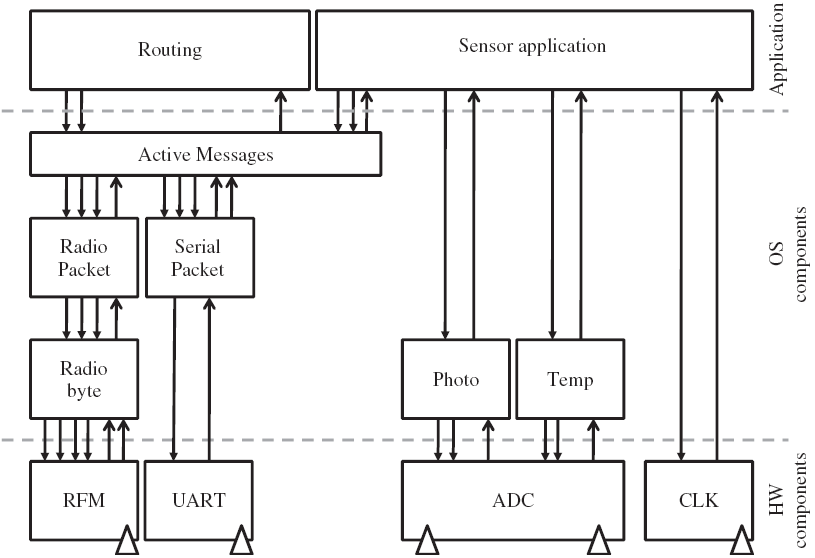 Routing
Sensor application
Application
Active Messages
Radio
Packet
Serial
Packet
OS
components
Radio
byte
Photo
Temp
RFM
UART
ADC
CLK
HW
components